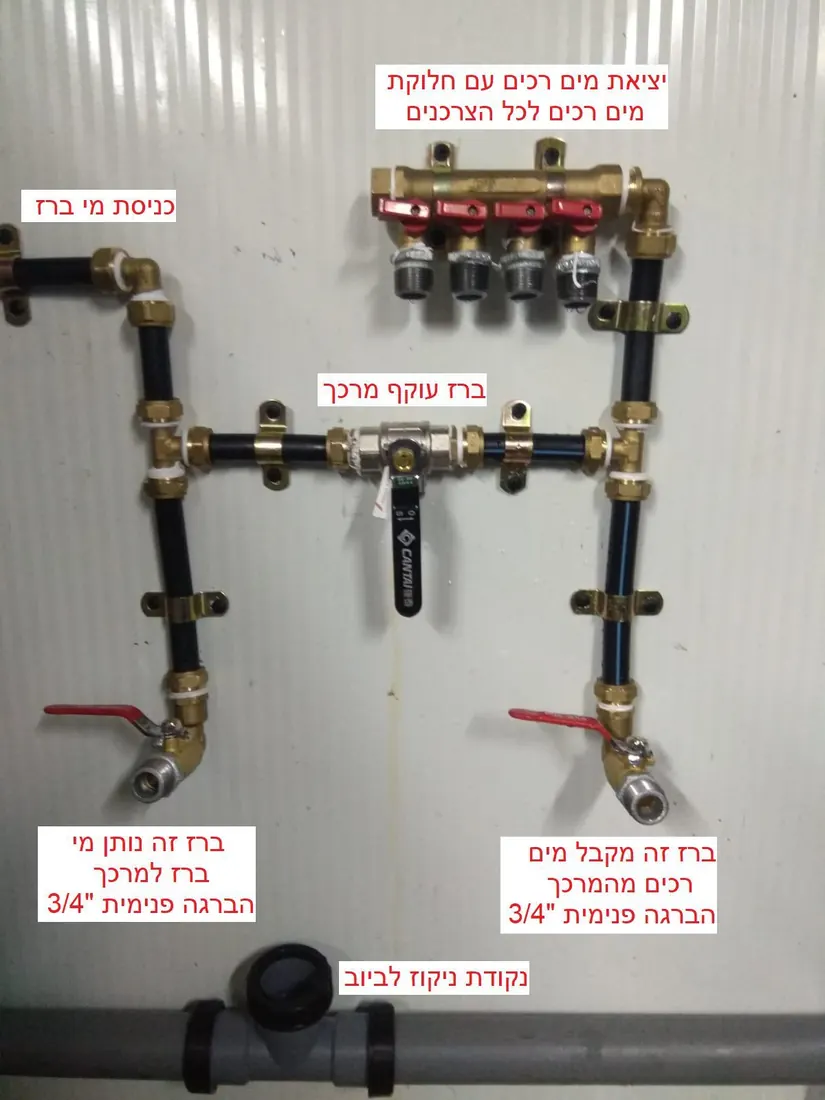 יציאת מים רכים עם חלוקת
מים רכים לכל הצרכנים
כניסת מי ברז
ברז עוקף מרכך
CANTAI
ברז זה נותן מי
ברז למרכך
הברגה פנימית "3/4
ברז זה מקבל מים
רכים מהמרכך
הברגה פנימית "3/4
נקודת ניקוז לביוב